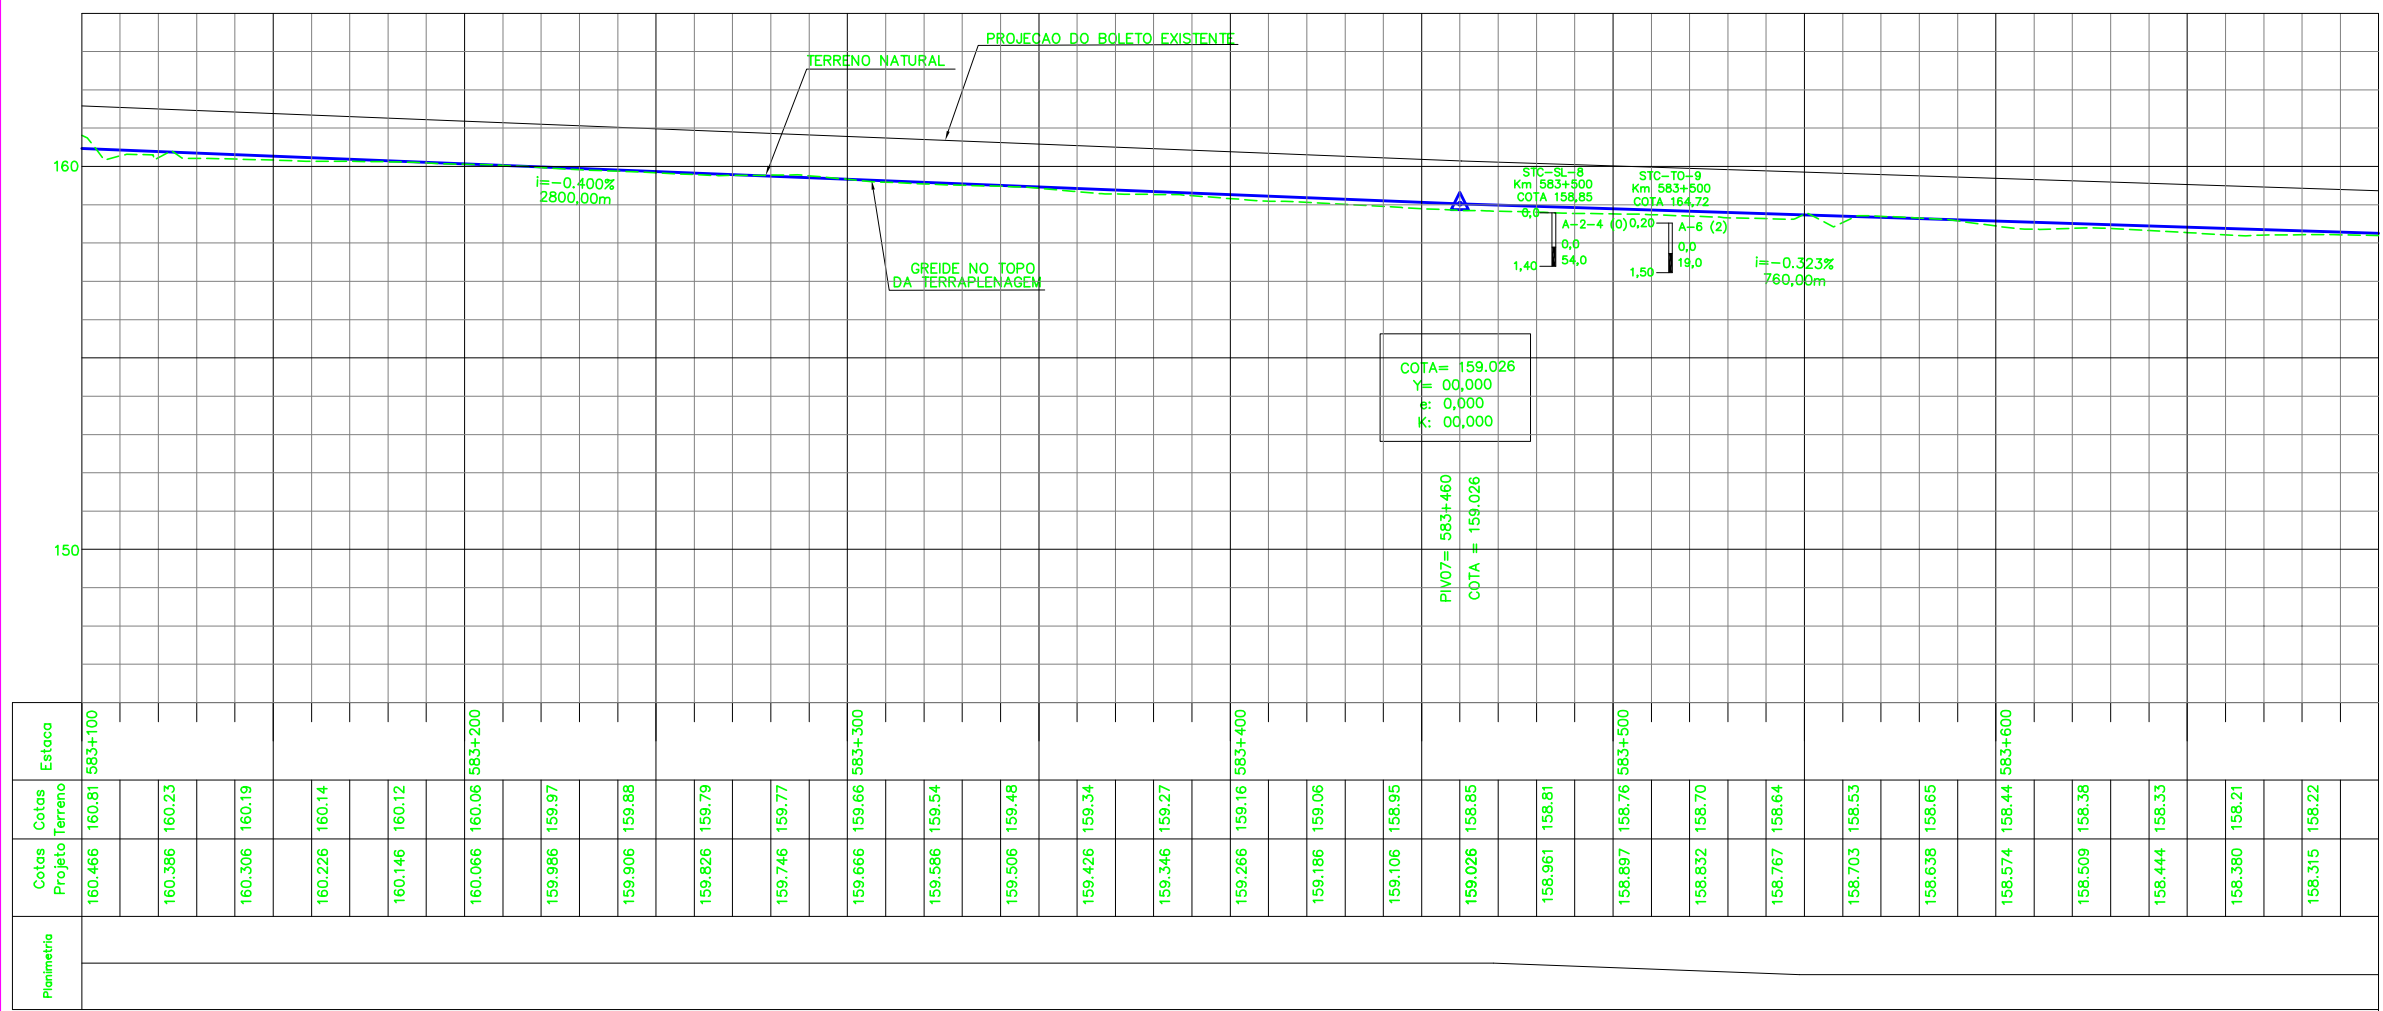 PROJECAO DO BOLETO EXISTENTE
TERRENO NATURAL
160
i=-0.400%
2800,00m
STC-SL-8
Km 583+500
COTA 158,85
0,0
A-2-4 (0)
0,0
54,0
1,40
STC-TO-9
Km 583+500
COTA 164,72
0,20
A-6 (2)
0,0
19,0
1,50
i=-0.323%
760,00m
GREIDE NO TOPO
DA TERRAPLENAGEM
COTA= 159.026
Y= 00,000
e: 0,000
K: 00,000
PIV07= 583+460
COTA = 159.026
150
Estaca
583+100
583+200
583+300
583+400
583+500
583+600
Cotas
Terreno
160.81
160.23
160.19
160.14
160.12
160.06
159.97
159.88
159.79
159.77
159.66
159.54
159.48
159.34
159.27
159.16
159.06
158.95
158.85
158.81
158.76
158.70
158.64
158.53
158.65
158.44
158.38
158.33
158.21
158.22
Cotas
Projeto
160.466
160.386
160.306
160.226
160.146
160.066
159.986
159.906
159.826
159.746
159.666
159.586
159.506
159.426
159.346
159.266
159.186
159.106
159.026
158.961
158.897
158.832
158.767
158.703
158.638
158.574
158.509
158.444
158.380
158.315
Planimetria